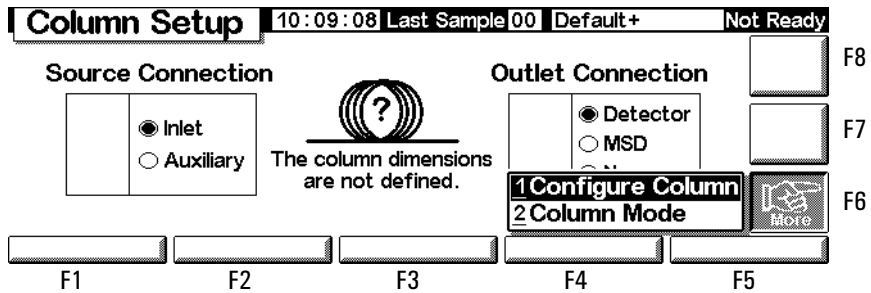 Column Setup 10:09:08 Last Sample 00 Default+ Not Ready
F8
Source Connection
Outlet Connection
Inlet
Auxiliary
?
The column dimensions
are not defined.
Detector
MSD
F7
1 Configure Column
2 Column Mode
More
F6
F1 F2 F3 F4 F5